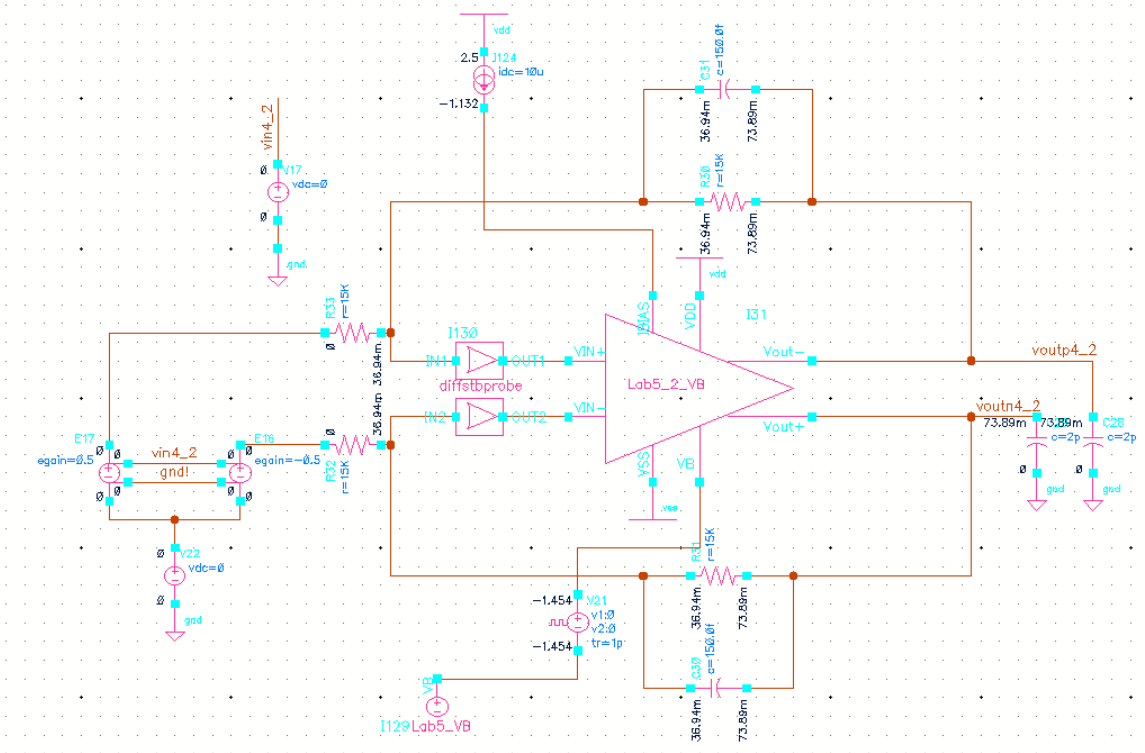 vdd
2.5
I124
idc=10u
-1.132
C31
c=150.0f
36.94m
73.89m
vin4_2
0
V17
vdc=0
0
gnd
R30
r=15K
36.94m
73.89m
vdd
R33
r=15K
0
36.94m
I130
IN1
OUT1
diffstbprobe
IN2
OUT2
IBIAS
VDD
I31
VIN+
VIN-
Lab5_2_VB
Vout-
Vout+
VSS
VB
vss
voutp4_2
voutn4_2
73.89m
73.89m
C28
c=2p
c=2p
0
0
gnd
gnd
E17
0
0
egain=0.5
0
0
vin4_2
gnd!
E16
0
0
egain=-0.5
0
0
0
36.94m
R32
r=15K
0
V22
vdc=0
0
gnd
R31
r=15K
36.94m
73.89m
-1.454
V21
v1:0
v2:0
tr=1p
-1.454
C30
c=150.0f
36.94m
73.89m
VB
I129
Lab5_VB